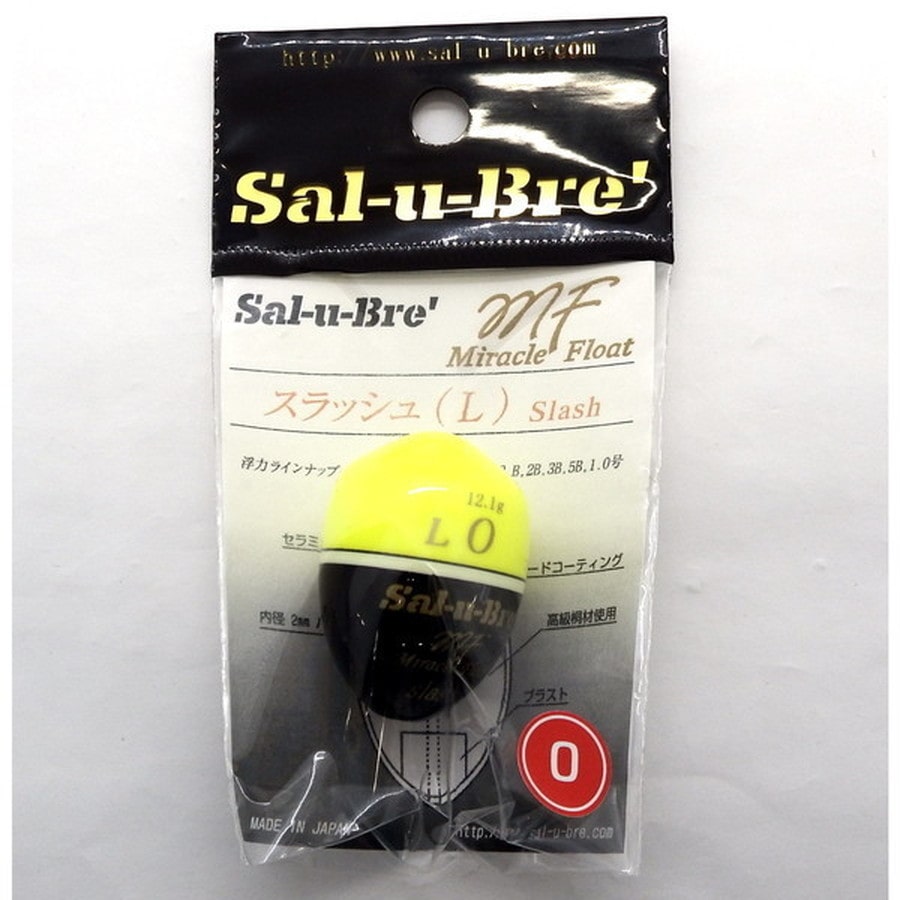 http://www.sal-u-bre.com
Sal-u-Bre'
Sal-u-Bre'
MF
Miracle Float
スラッシュ(L) Slash
浮力ラインナップ
B,2B,3B,5B,1.0号
12.1g
L 0
セラミ
ードコーティング
Sal-u-Bre
MF
内径 2mm
高級桐材使用
ブラスト
0
MADE IN JAPAN
http://www.sal-u-bre.com